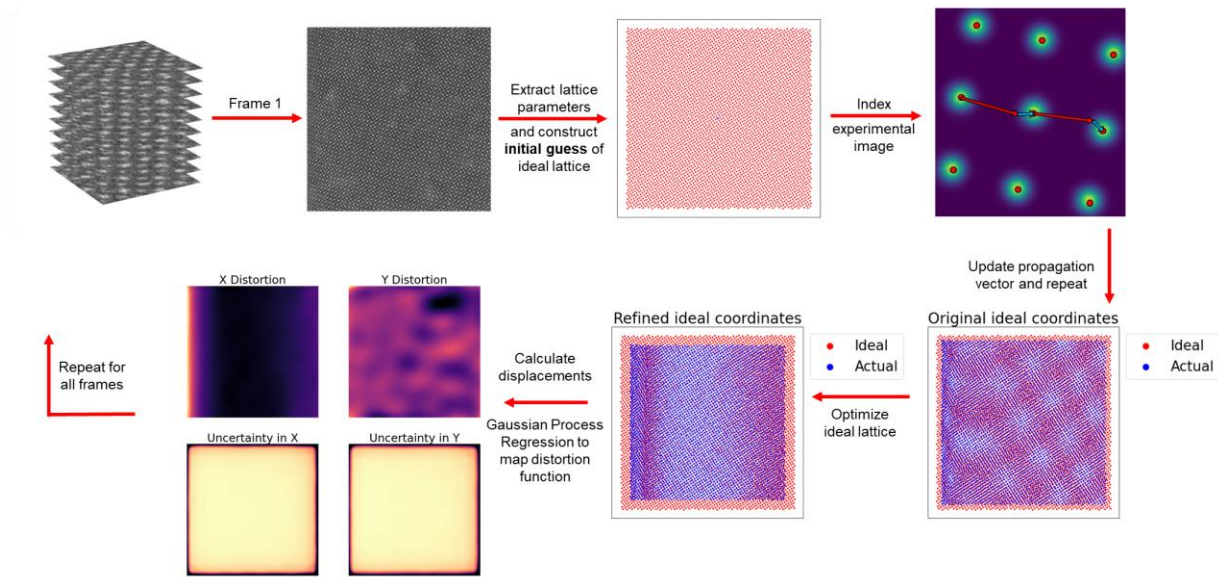 Frame 1
Extract lattice
parameters
and construct
initial guess of
ideal lattice
Index
experimental
image
Update propagation
vector and repeat
Original ideal coordinates
Ideal
Actual
Optimize
ideal lattice
Refined ideal coordinates
Ideal
Actual
Calculate
displacements
Gaussian Process
Regression to
map distortion
function
X Distortion
Y Distortion
Uncertainty in X
Uncertainty in Y
Repeat for
all frames